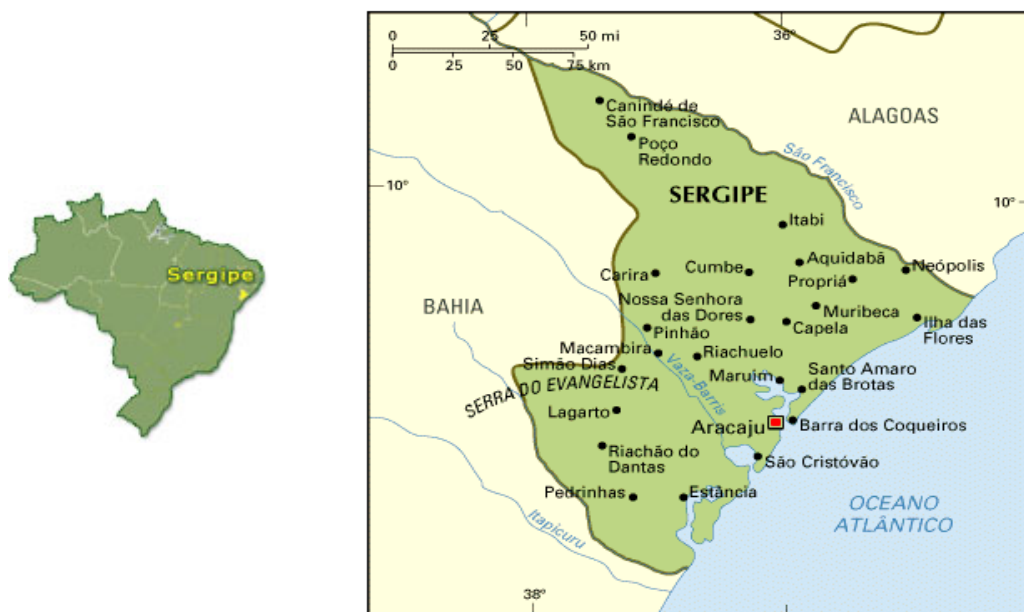 0 25 50 mi
0 25 50 75 km
36°
Canindé de
São Francisco
ALAGOAS
Poço
Redondo
São Francisco
10°
SERGIPE
10°
Itabi
Sergipe
Aquidabã
Neópolis
Carira
Cumbe
Propriá
BAHIA
Nossa Senhora
das Dores
Muribeca
Ilha das
Flores
Pinhão
Capela
Macambira
Riachuelo
Simão Dias
Vaza-Barris
Maruim
Santo Amaro
das Brotas
SERRA DO EVANGELISTA
Lagarto
Aracaju
Barra dos Coqueiros
Riachão do
Dantas
São Cristóvão
Pedrinhas
Estância
OCEANO
ATLÂNTICO
Itapicuru
38°